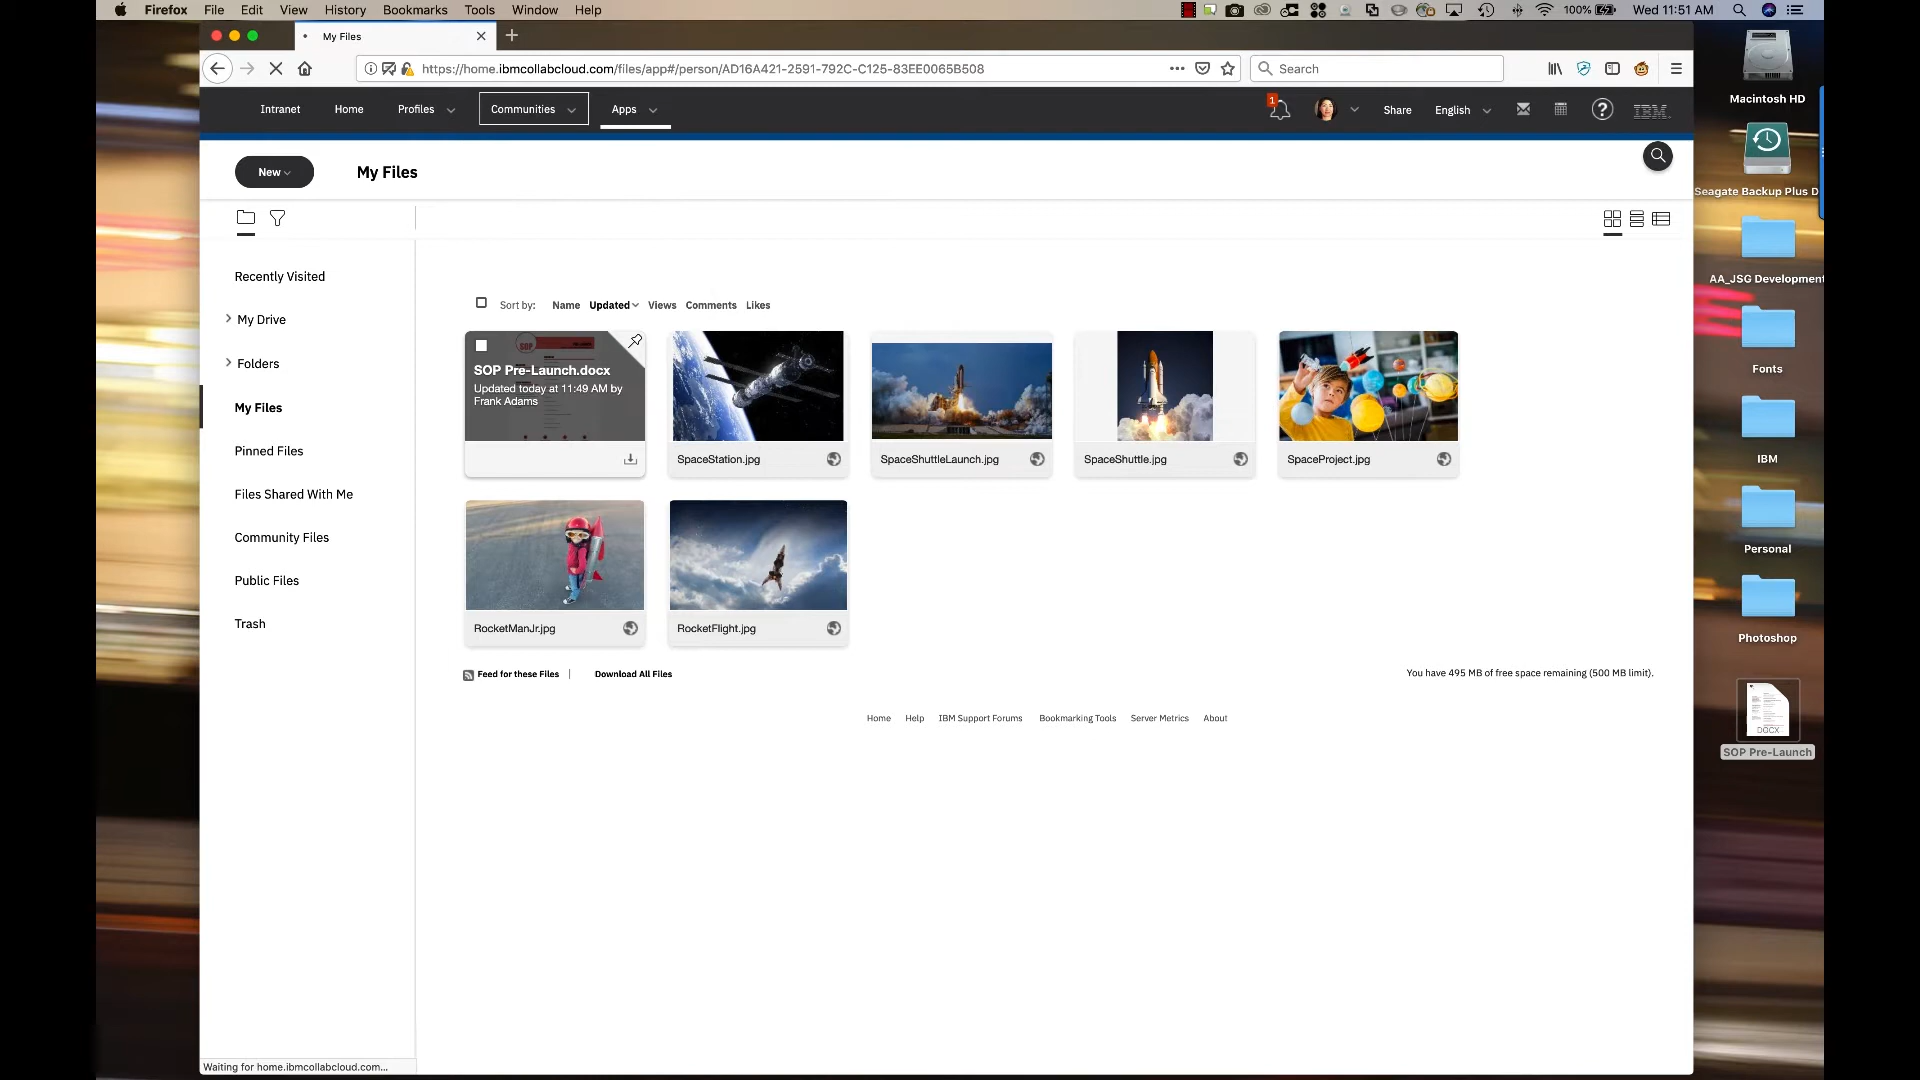 Firefox File Edit View History Bookmarks Tools Window Help 100% Wed 11:51 AM
My Files
https://home.ibmcollabcloud.com/files/app#/person/AD16A421-2591-792C-C125-83EE0065B508 Search
Intranet Home Profiles Communities Apps 1 Share English IBM
New My Files
Recently Visited
My Drive
Folders
My Files
Pinned Files
Files Shared With Me
Community Files
Public Files
Trash
Sort by: Name Updated Views Comments Likes
SOP
SOP Pre-Launch.docx
Updated today at 11:49 AM by
Frank Adams
SpaceStation.jpg SpaceShuttleLaunch.jpg SpaceShuttle.jpg SpaceProject.jpg
RocketManJr.jpg RocketFlight.jpg
Feed for these Files | Download All Files You have 495 MB of free space remaining (500 MB limit).
Home Help IBM Support Forums Bookmarking Tools Server Metrics About
Waiting for home.ibmcollabcloud.com...
Macintosh HD
Seagate Backup Plus D
AA_JSG Development
Fonts
IBM
Personal
Photoshop
DOCX
SOP Pre-Launch